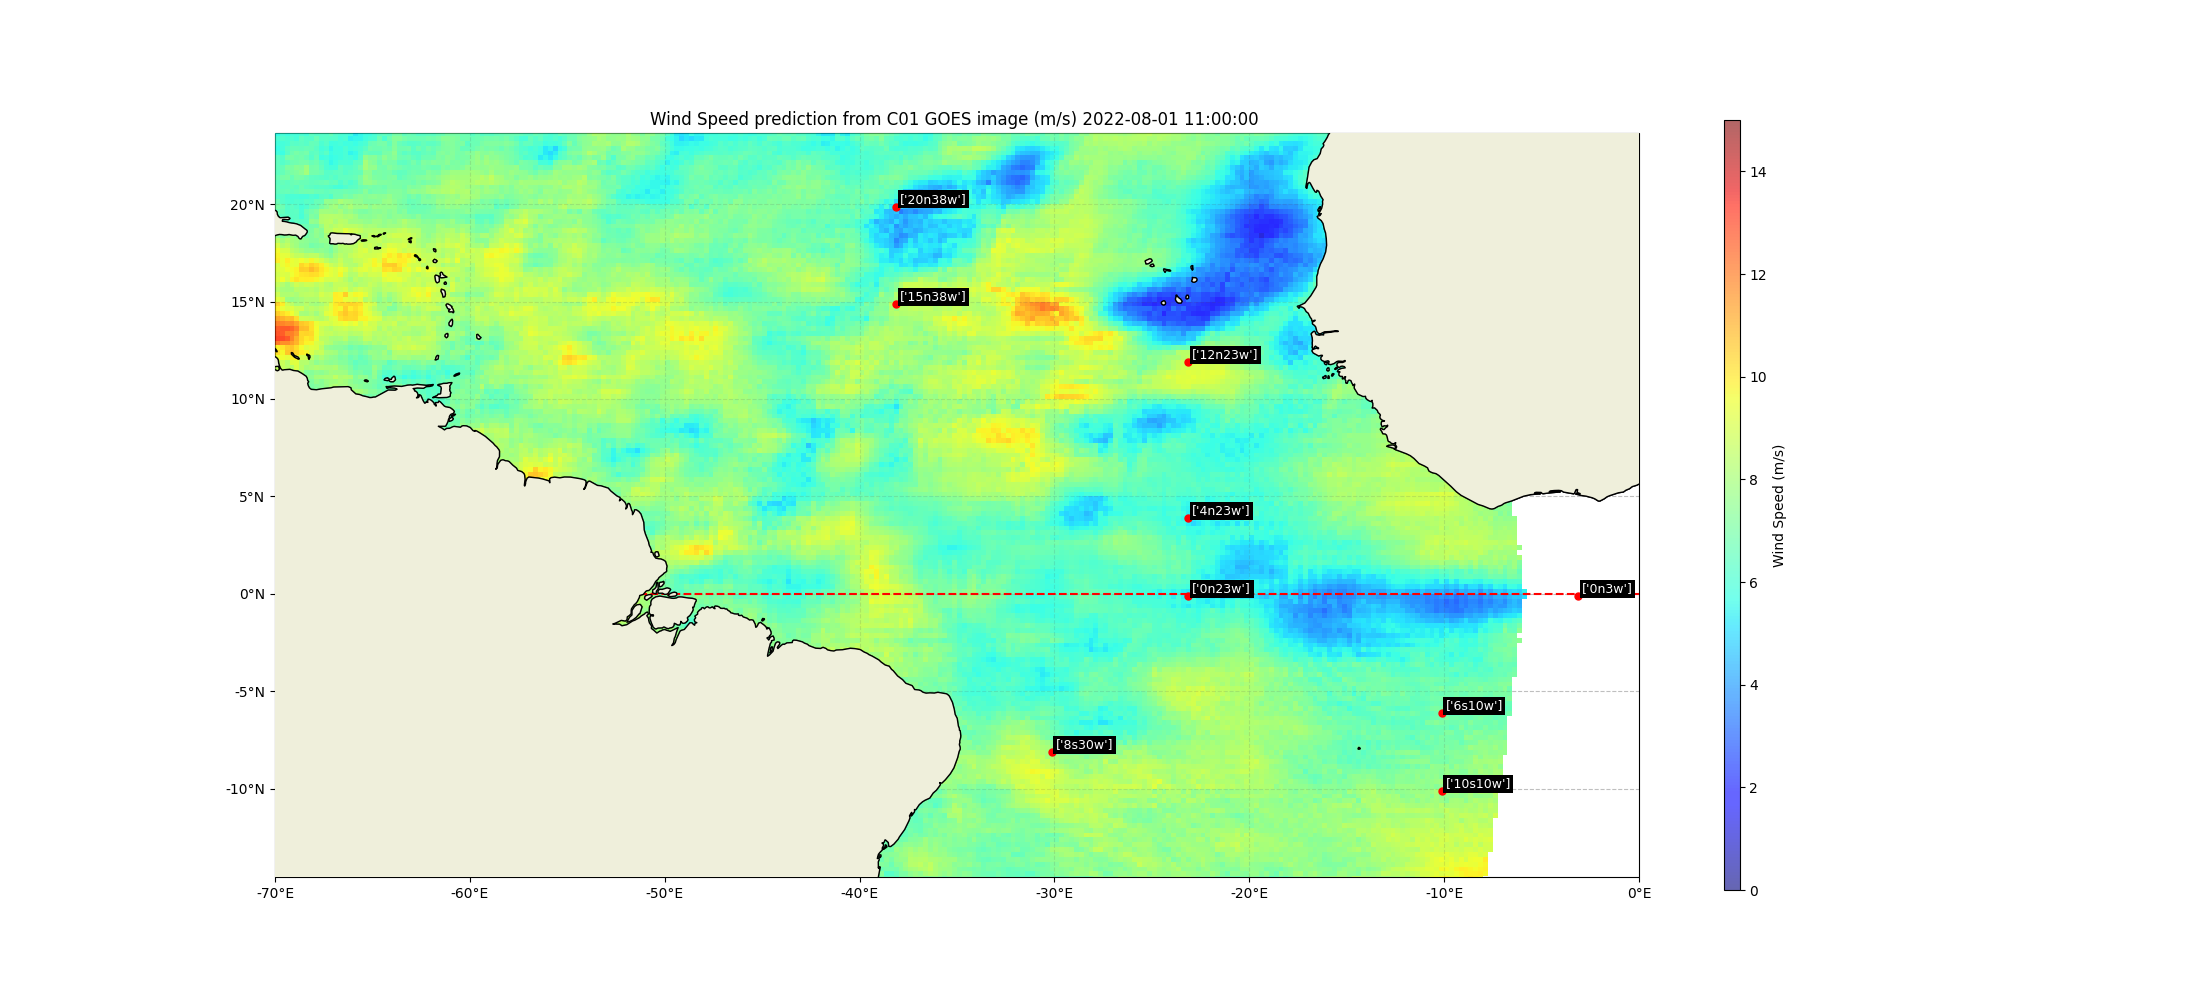 Wind Speed prediction from C01 GOES image (m/s) 2022-08-01 11:00:00
20°N
15°N
10°N
5°N
0°N
-5°N
-10°N
-70°E
-60°E
-50°E
-40°E
-30°E
-20°E
-10°E
0°E
['20n38w']
['15n38w']
['12n23w']
['4n23w']
['0n23w']
['0n3w']
['6s10w']
['8s30w']
['10s10w']
14
12
10
8
6
4
2
0
Wind Speed (m/s)